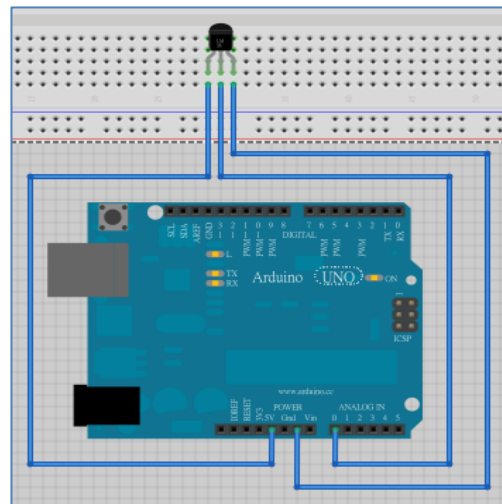 LM
SCL
SDA
AREF
GND
13
12
11
10
9
8
7
6
5
4
3
2
1
0
PWM
PWM
PWM
PWM
PWM
PWM
TX
RX
DIGITAL
L
TX
RX
Arduino
UNO
ON
ICSP
1
www.arduino.cc
POWER
ANALOG IN
IOREF
RESET
3V3
5V
Gnd
Vin
0
1
2
3
4
5